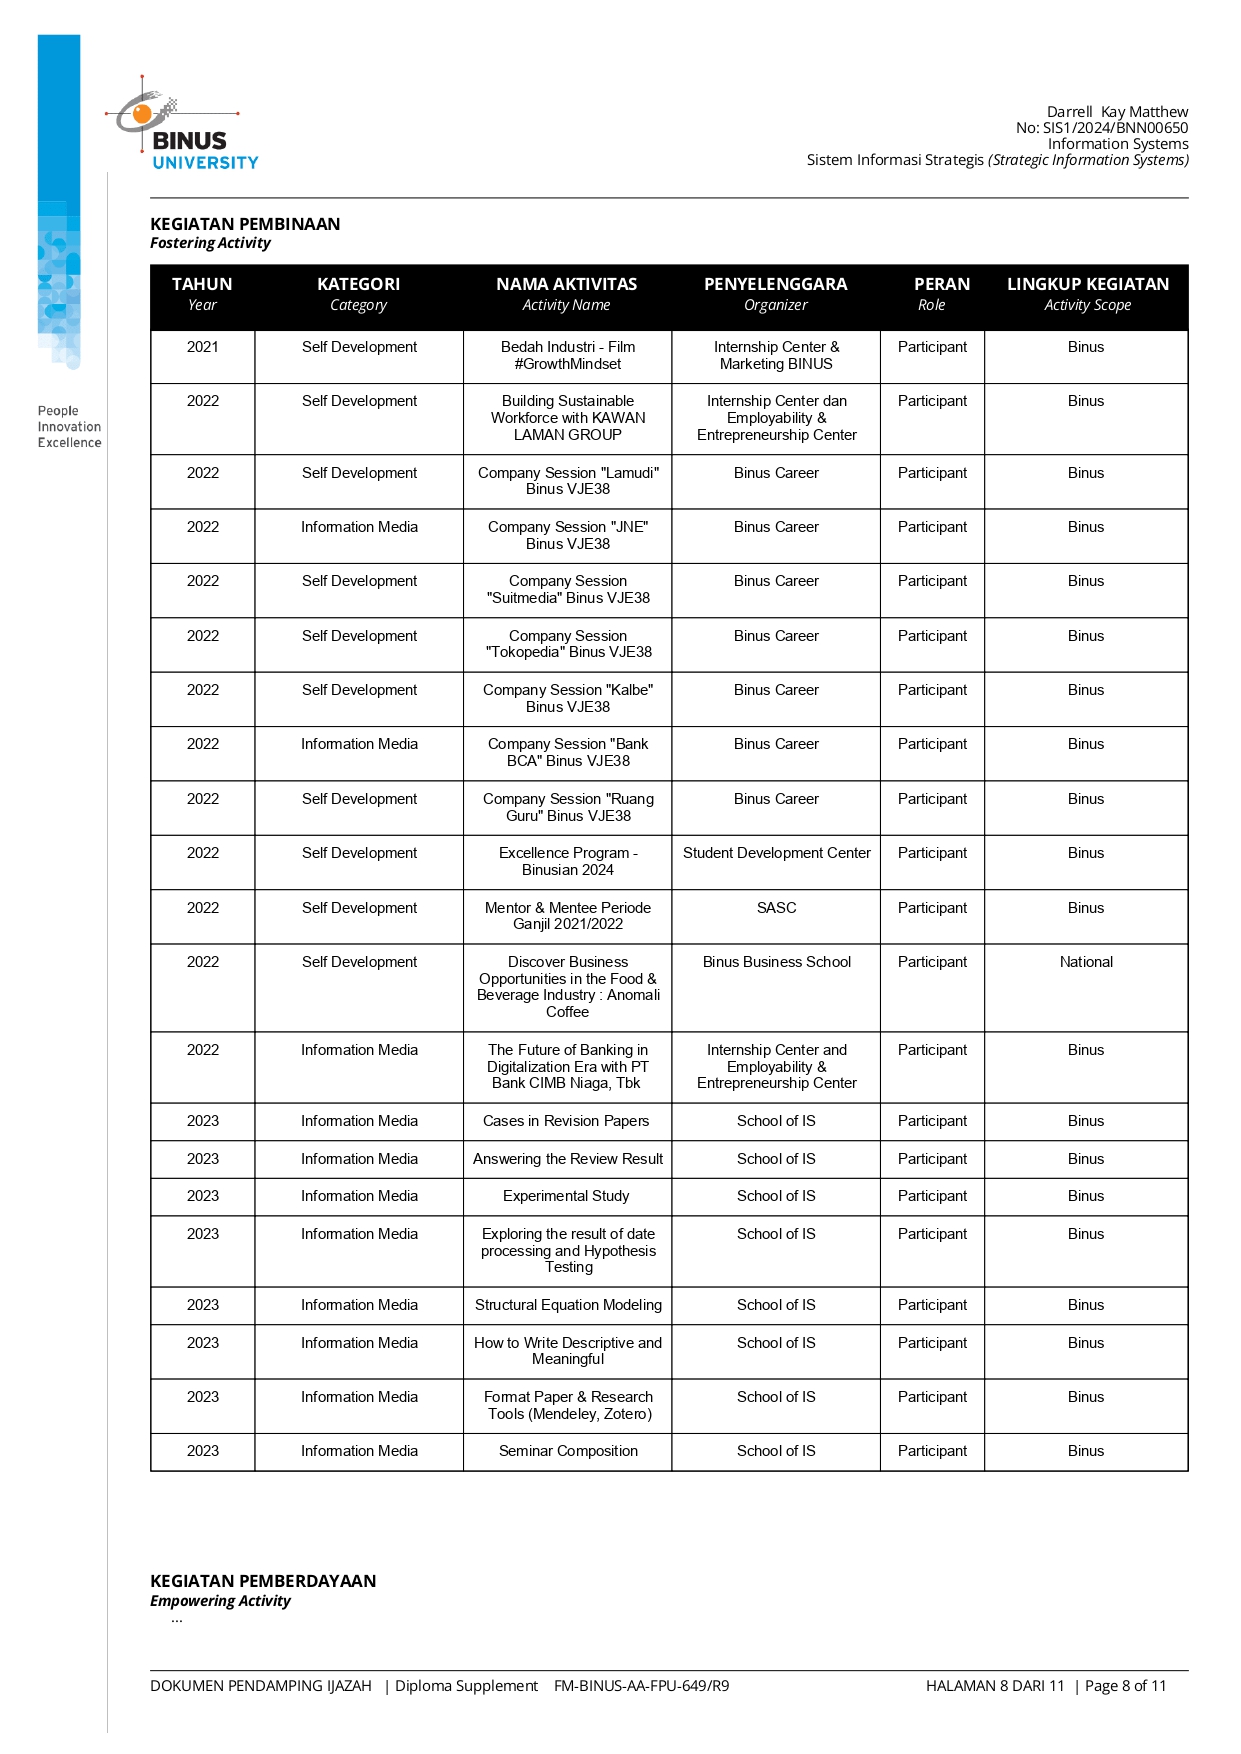 BINUS
UNIVERSITY
Darrell  Kay Matthew
No: SIS1/2024/BNN00650
Information Systems
Sistem Informasi Strategis (Strategic Information Systems)
People
Innovation
Excellence
KEGIATAN PEMBINAAN
Fostering Activity
TAHUN KATEGORI NAMA AKTIVITAS PENYELENGGARA PERAN LINGKUP KEGIATAN
Year Category Activity Name Organizer Role Activity Scope
2021 Self Development Bedah Industri - Film Internship Center & Participant Binus
#GrowthMindset Marketing BINUS
2022 Self Development Building Sustainable Internship Center dan Participant Binus
Workforce with KAWAN Employability &
LAMAN GROUP Entrepreneurship Center
2022 Self Development Company Session "Lamudi" Binus Career Participant Binus
Binus VJE38
2022 Information Media Company Session "JNE" Binus Career Participant Binus
Binus VJE38
2022 Self Development Company Session Binus Career Participant Binus
"Suitmedia" Binus VJE38
2022 Self Development Company Session Binus Career Participant Binus
"Tokopedia" Binus VJE38
2022 Self Development Company Session "Kalbe" Binus Career Participant Binus
Binus VJE38
2022 Information Media Company Session "Bank Binus Career Participant Binus
BCA" Binus VJE38
2022 Self Development Company Session "Ruang Binus Career Participant Binus
Guru" Binus VJE38
2022 Self Development Excellence Program - Student Development Center Participant Binus
Binusian 2024
2022 Self Development Mentor & Mentee Periode SASC Participant Binus
Ganjil 2021/2022
2022 Self Development Discover Business Binus Business School Participant National
Opportunities in the Food &
Beverage Industry : Anomali
Coffee
2022 Information Media The Future of Banking in Internship Center and Participant Binus
Digitalization Era with PT Employability &
Bank CIMB Niaga, Tbk Entrepreneurship Center
2023 Information Media Cases in Revision Papers School of IS Participant Binus
2023 Information Media Answering the Review Result School of IS Participant Binus
2023 Information Media Experimental Study School of IS Participant Binus
2023 Information Media Exploring the result of date School of IS Participant Binus
processing and Hypothesis
Testing
2023 Information Media Structural Equation Modeling School of IS Participant Binus
2023 Information Media How to Write Descriptive and School of IS Participant Binus
Meaningful
2023 Information Media Format Paper & Research School of IS Participant Binus
Tools (Mendeley, Zotero)
2023 Information Media Seminar Composition School of IS Participant Binus
KEGIATAN PEMBERDAYAAN
Empowering Activity
...
DOKUMEN PENDAMPING IJAZAH | Diploma Supplement FM-BINUS-AA-FPU-649/R9 HALAMAN 8 DARI 11 | Page 8 of 11